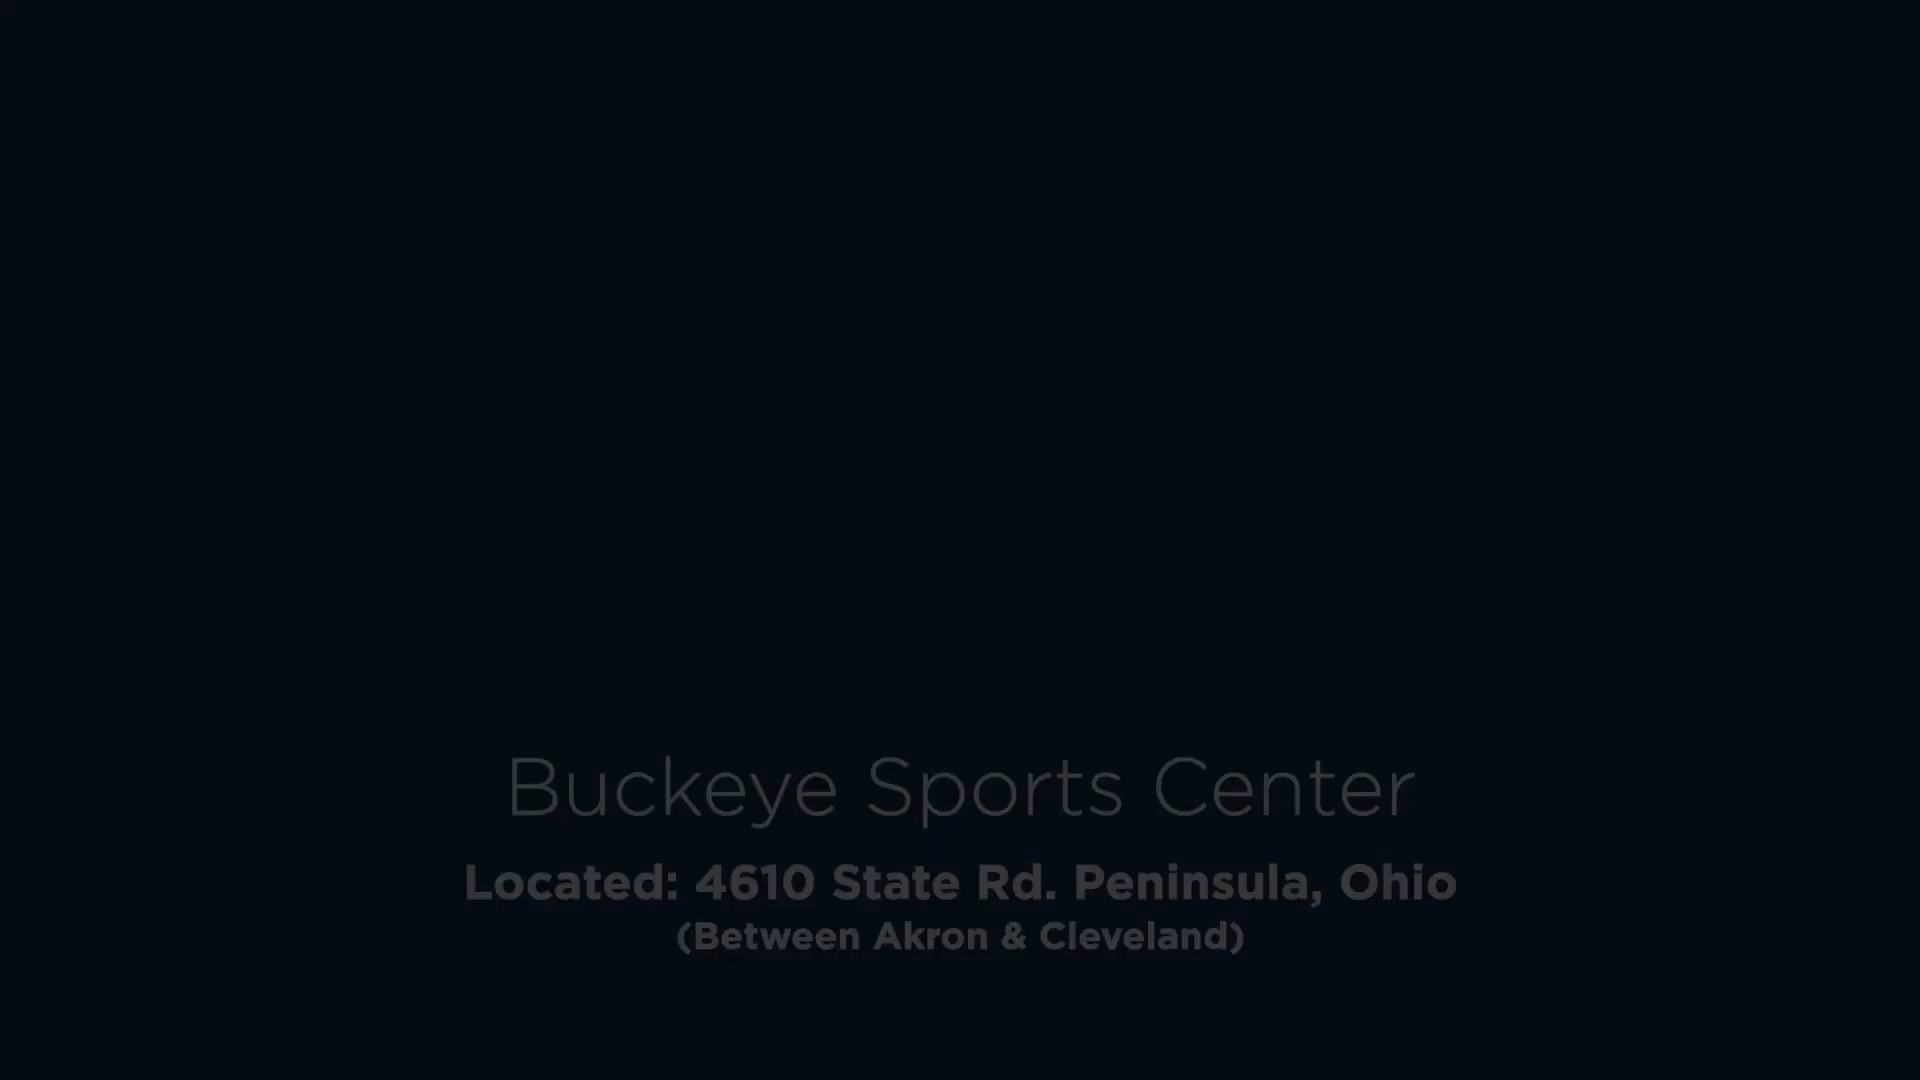 Buckeye Sports Center
Located: 4610 State Rd. Peninsula, Ohio
(Between Akron & Cleveland)